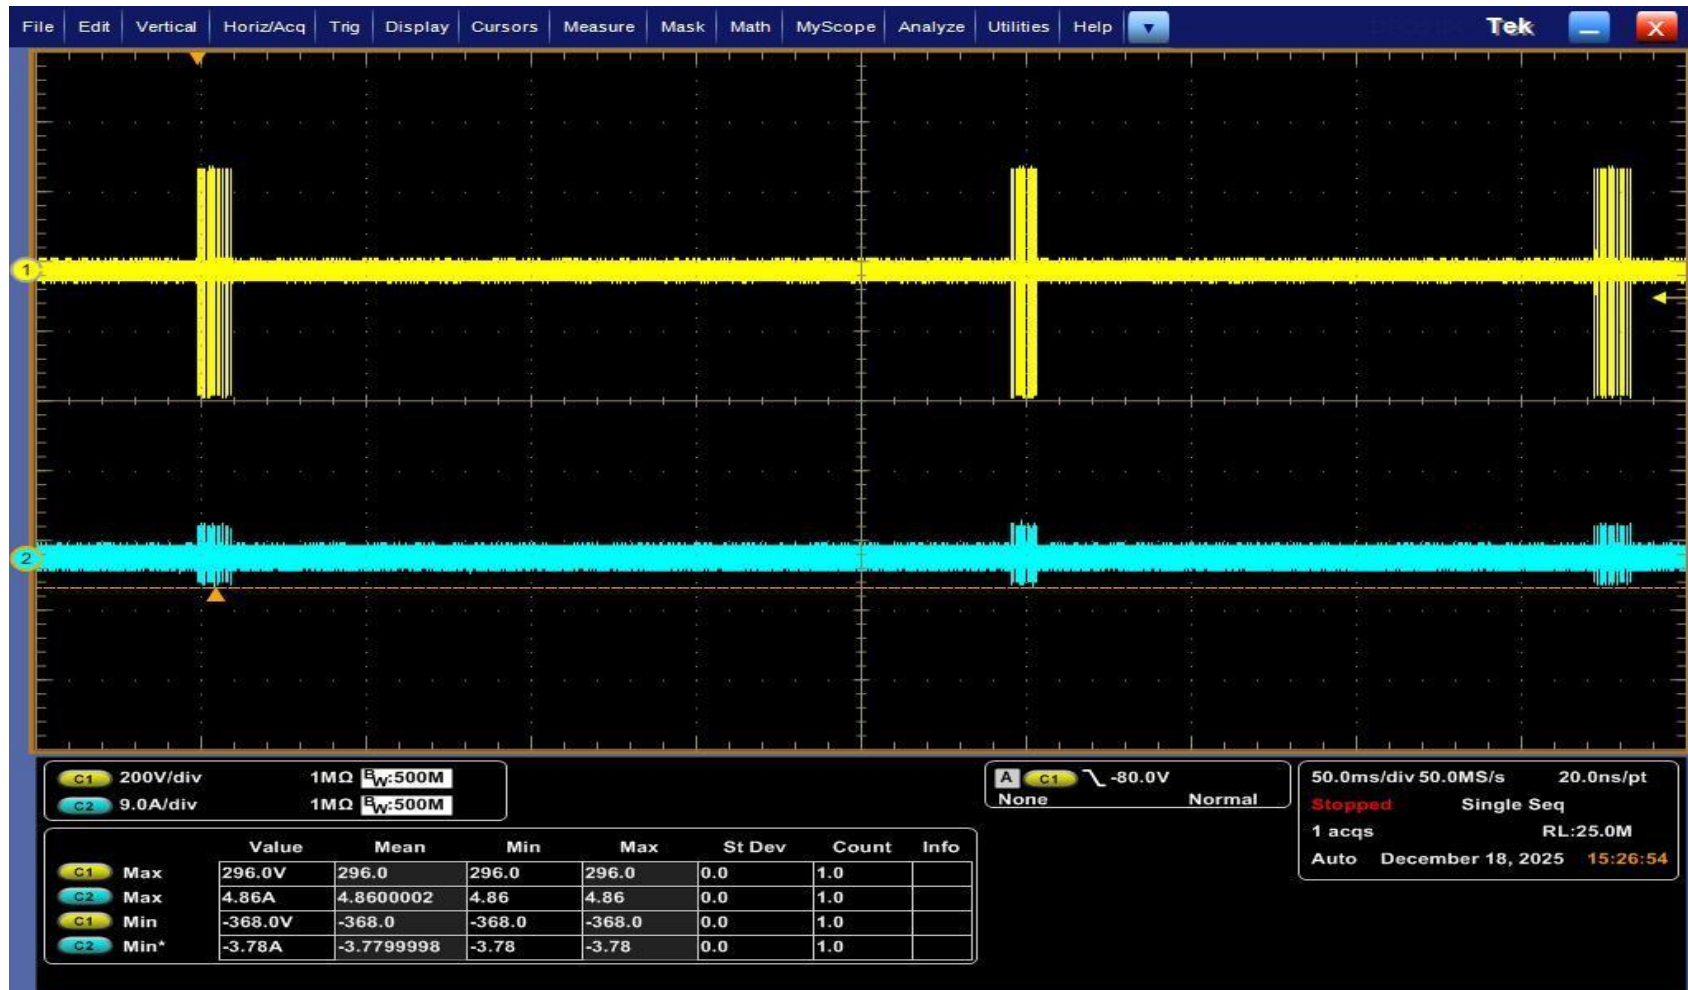 File Edit Vertical Horiz/Acq Trig Display Cursors Measure Mask Math MyScope Analyze Utilities Help Tek X
1
2
C1 200V/div 1MΩ BW:500M
C2 9.0A/div 1MΩ BW:500M
A C1 -80.0V
None Normal
50.0ms/div 50.0MS/s 20.0ns/pt
Stopped Single Seq
1 acqs RL:25.0M
Auto December 18, 2025 15:26:54
Value Mean Min Max St Dev Count Info
C1 Max 296.0V 296.0 296.0 296.0 0.0 1.0
C2 Max 4.86A 4.8600002 4.86 4.86 0.0 1.0
C1 Min -368.0V -368.0 -368.0 -368.0 0.0 1.0
C2 Min* -3.78A -3.7799998 -3.78 -3.78 0.0 1.0